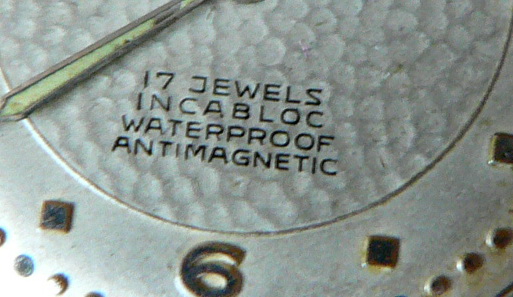 17 JEWELS
INCABLOC
WATERPROOF
ANTIMAGNETIC
6